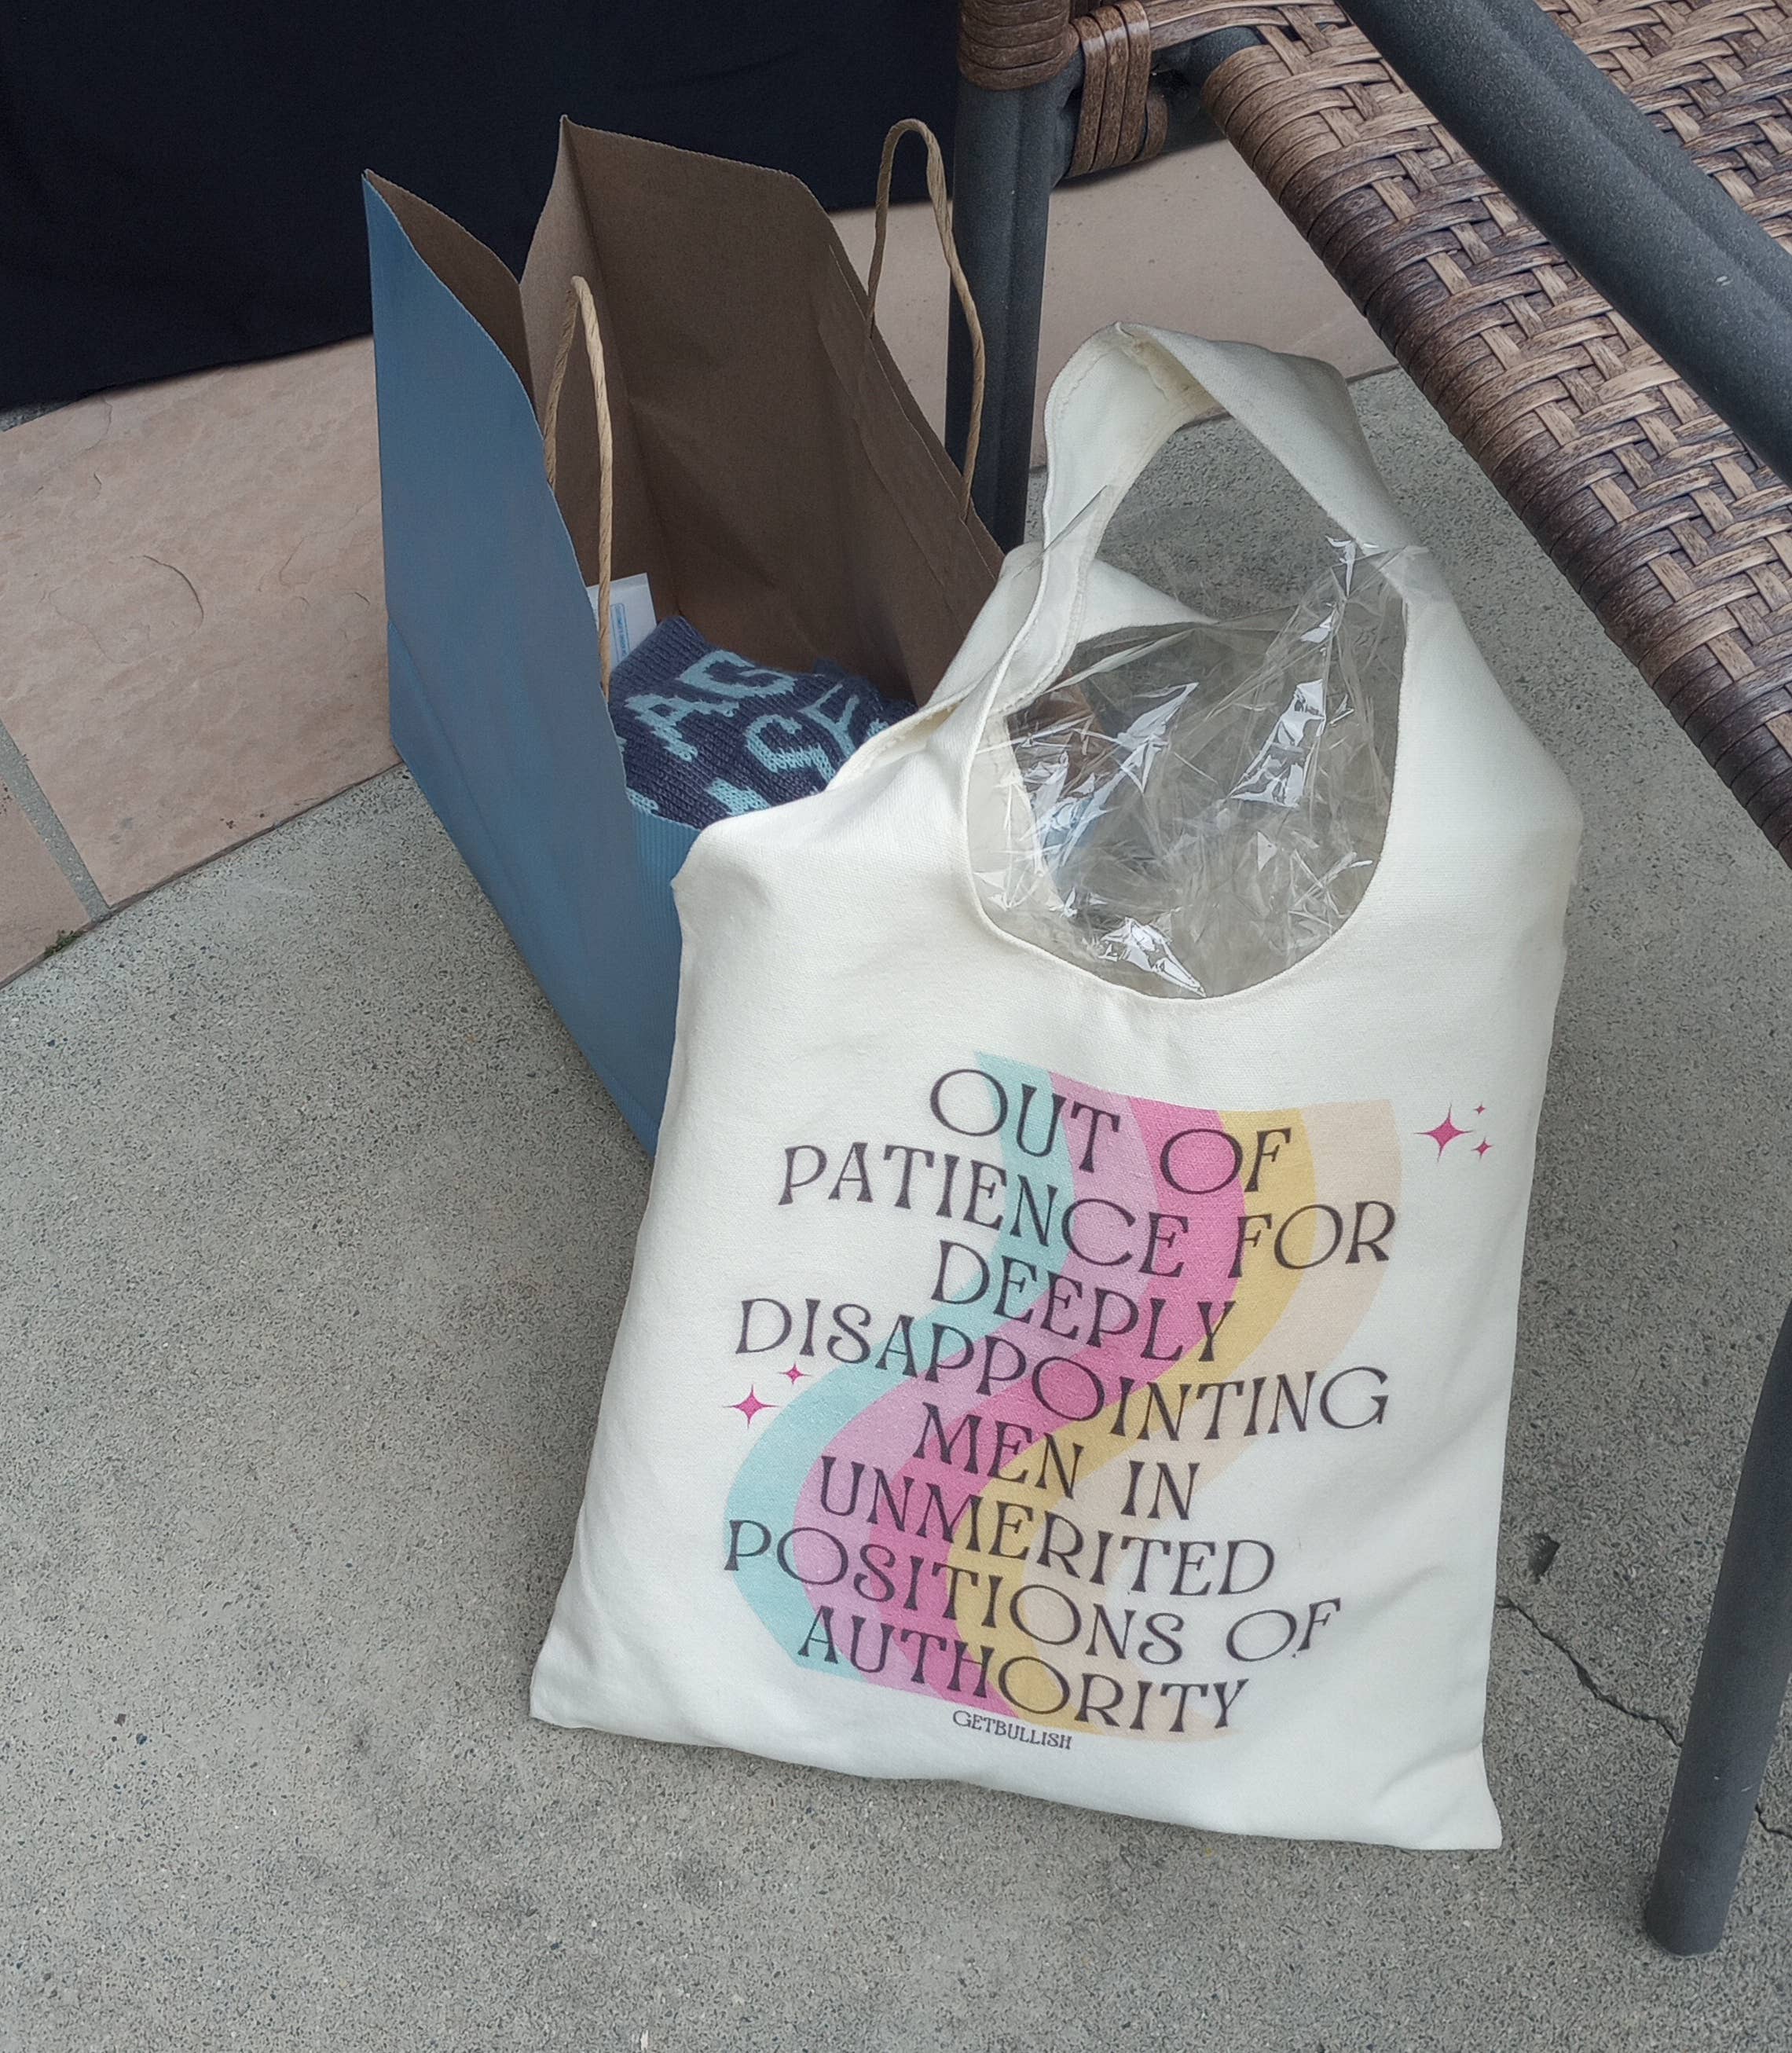 OUT OF
PATIENCE FOR
DEEPLY
DISAPPOINTING
MEN IN
UNMERITED
POSITIONS OF
AUTHORITY
GETBULLISH